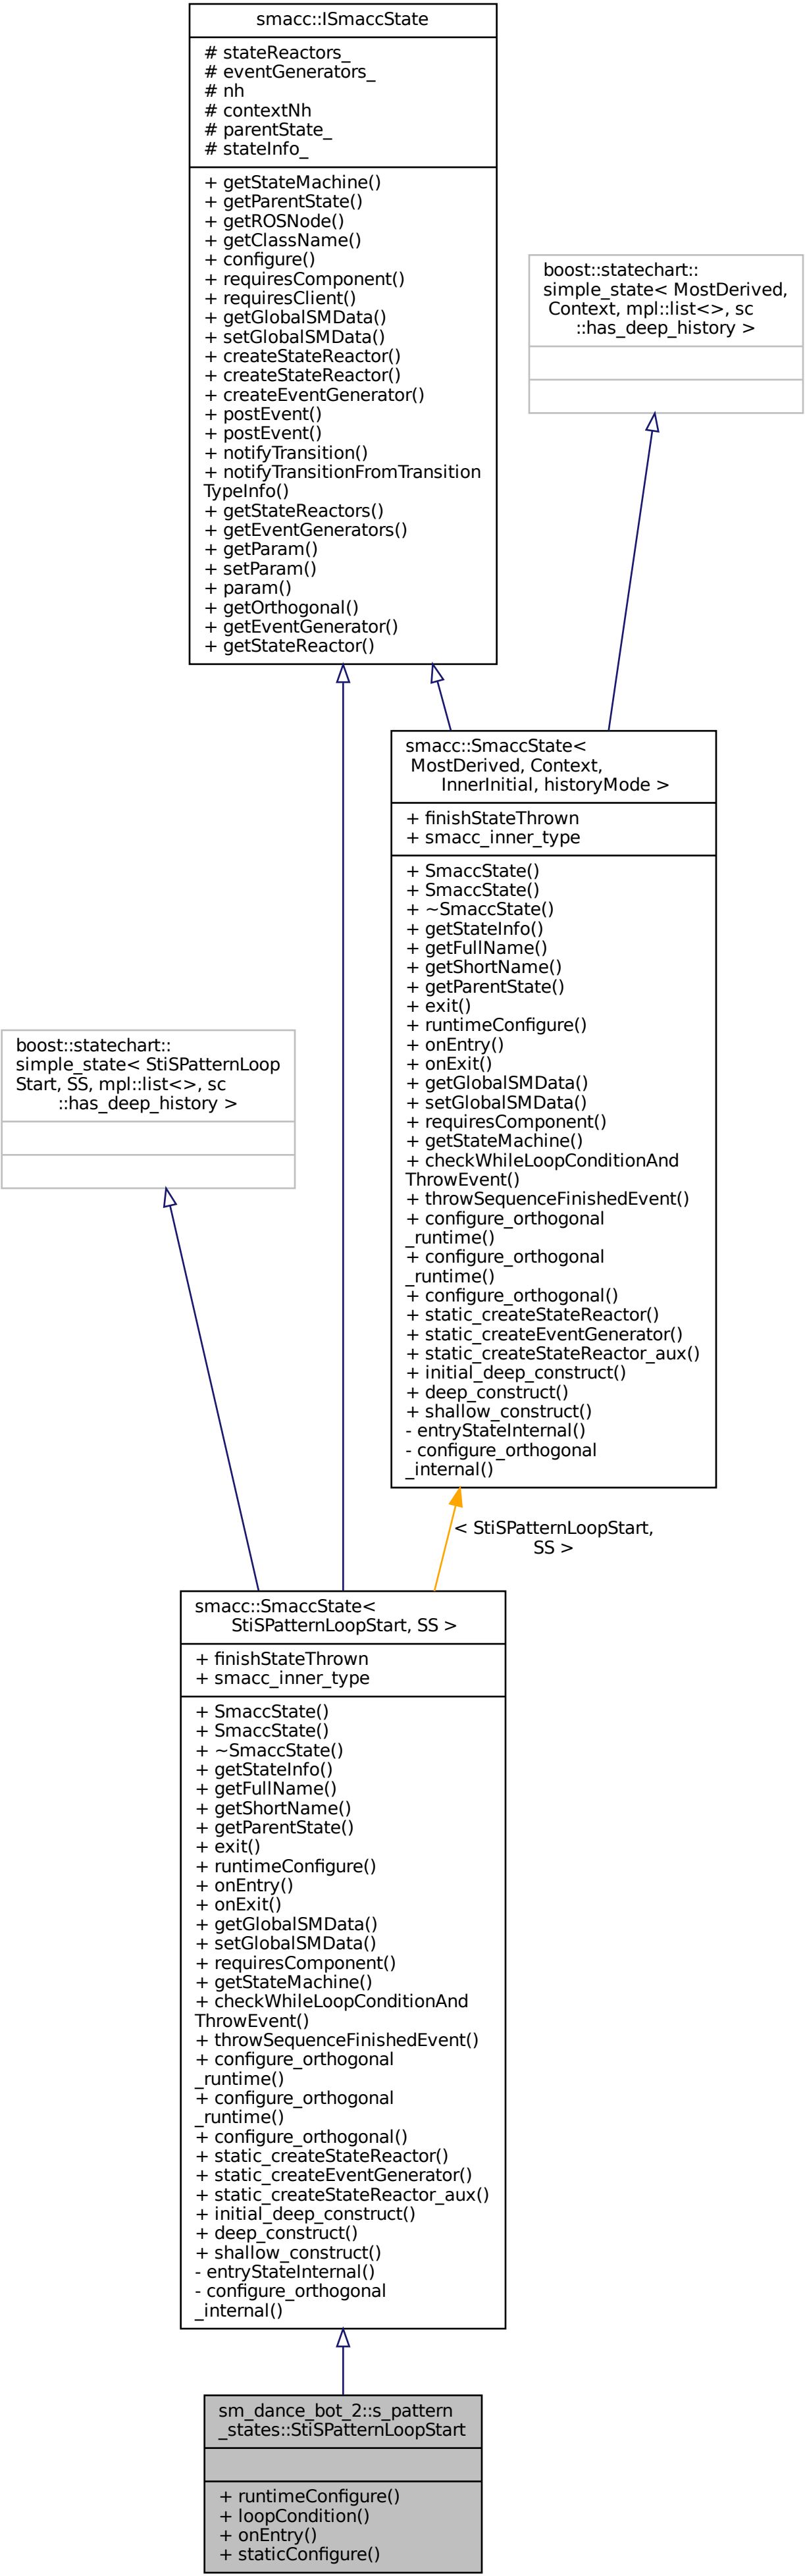 smacc::ISmaccState
# stateReactors_
# eventGenerators_
# nh
# contextNh
# parentState_
# stateInfo_
+ getStateMachine()
+ getParentState()
+ getROSNode()
+ getClassName()
+ configure()
+ requiresComponent()
+ requiresClient()
+ getGlobalSMData()
+ setGlobalSMData()
+ createStateReactor()
+ createStateReactor()
+ createEventGenerator()
+ postEvent()
+ postEvent()
+ notifyTransition()
+ notifyTransitionFromTransition
TypeInfo()
+ getStateReactors()
+ getEventGenerators()
+ getParam()
+ setParam()
+ param()
+ getOrthogonal()
+ getEventGenerator()
+ getStateReactor()
boost::statechart::
simple_state< MostDerived,
Context, mpl::list<>, sc
::has_deep_history >
smacc::SmaccState<
MostDerived, Context,
InnerInitial, historyMode >
+ finishStateThrown
+ smacc_inner_type
+ SmaccState()
+ SmaccState()
+ ~SmaccState()
+ getStateInfo()
+ getFullName()
+ getShortName()
+ getParentState()
+ exit()
+ runtimeConfigure()
+ onEntry()
+ onExit()
+ getGlobalSMData()
+ setGlobalSMData()
+ requiresComponent()
+ getStateMachine()
+ checkWhileLoopConditionAnd
ThrowEvent()
+ throwSequenceFinishedEvent()
+ configure_orthogonal
_runtime()
+ configure_orthogonal
_runtime()
+ configure_orthogonal()
+ static_createStateReactor()
+ static_createEventGenerator()
+ static_createStateReactor_aux()
+ initial_deep_construct()
+ deep_construct()
+ shallow_construct()
- entryStateInternal()
- configure_orthogonal
_internal()
boost::statechart::
simple_state< StiSPatternLoop
Start, SS, mpl::list<>, sc
::has_deep_history >
< StiSPatternLoopStart,
SS >
smacc::SmaccState<
StiSPatternLoopStart, SS >
+ finishStateThrown
+ smacc_inner_type
+ SmaccState()
+ SmaccState()
+ ~SmaccState()
+ getStateInfo()
+ getFullName()
+ getShortName()
+ getParentState()
+ exit()
+ runtimeConfigure()
+ onEntry()
+ onExit()
+ getGlobalSMData()
+ setGlobalSMData()
+ requiresComponent()
+ getStateMachine()
+ checkWhileLoopConditionAnd
ThrowEvent()
+ throwSequenceFinishedEvent()
+ configure_orthogonal
_runtime()
+ configure_orthogonal
_runtime()
+ configure_orthogonal()
+ static_createStateReactor()
+ static_createEventGenerator()
+ static_createStateReactor_aux()
+ initial_deep_construct()
+ deep_construct()
+ shallow_construct()
- entryStateInternal()
- configure_orthogonal
_internal()
sm_dance_bot_2::s_pattern
_states::StiSPatternLoopStart
+ runtimeConfigure()
+ loopCondition()
+ onEntry()
+ staticConfigure()